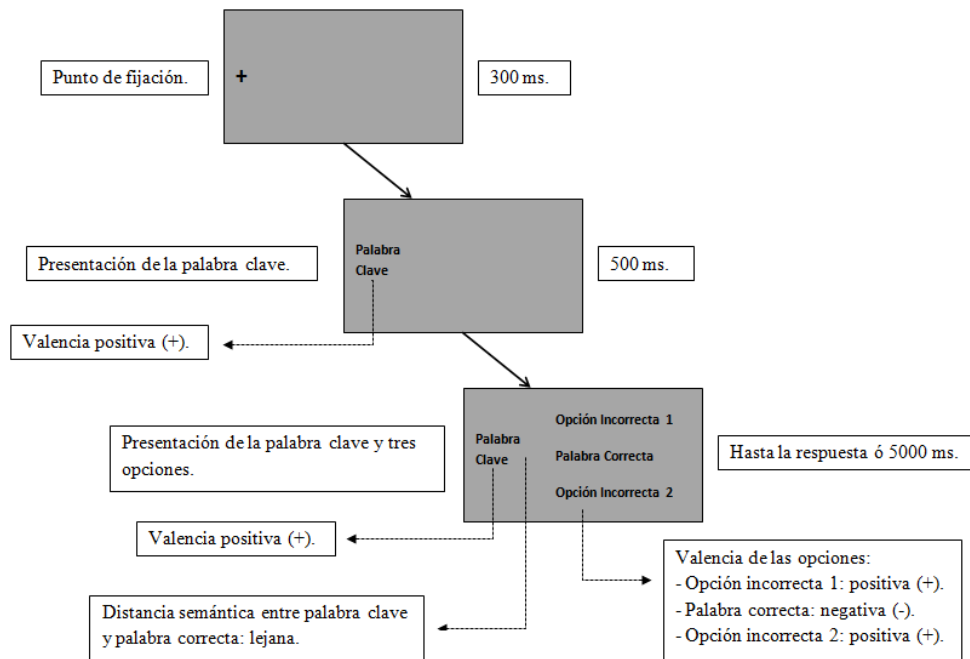 Punto de fijación.
+
300 ms.
Presentación de la palabra clave.
Palabra
Clave
500 ms.
Valencia positiva (+).
Presentación de la palabra clave y tres
opciones.
Palabra
Clave
Opción Incorrecta 1
Palabra Correcta
Opción Incorrecta 2
Hasta la respuesta ó 5000 ms.
Valencia positiva (+).
Distancia semántica entre palabra clave
y palabra correcta: lejana.
Valencia de las opciones:
- Opción incorrecta 1: positiva (+).
- Palabra correcta: negativa (-).
- Opción incorrecta 2: positiva (+).